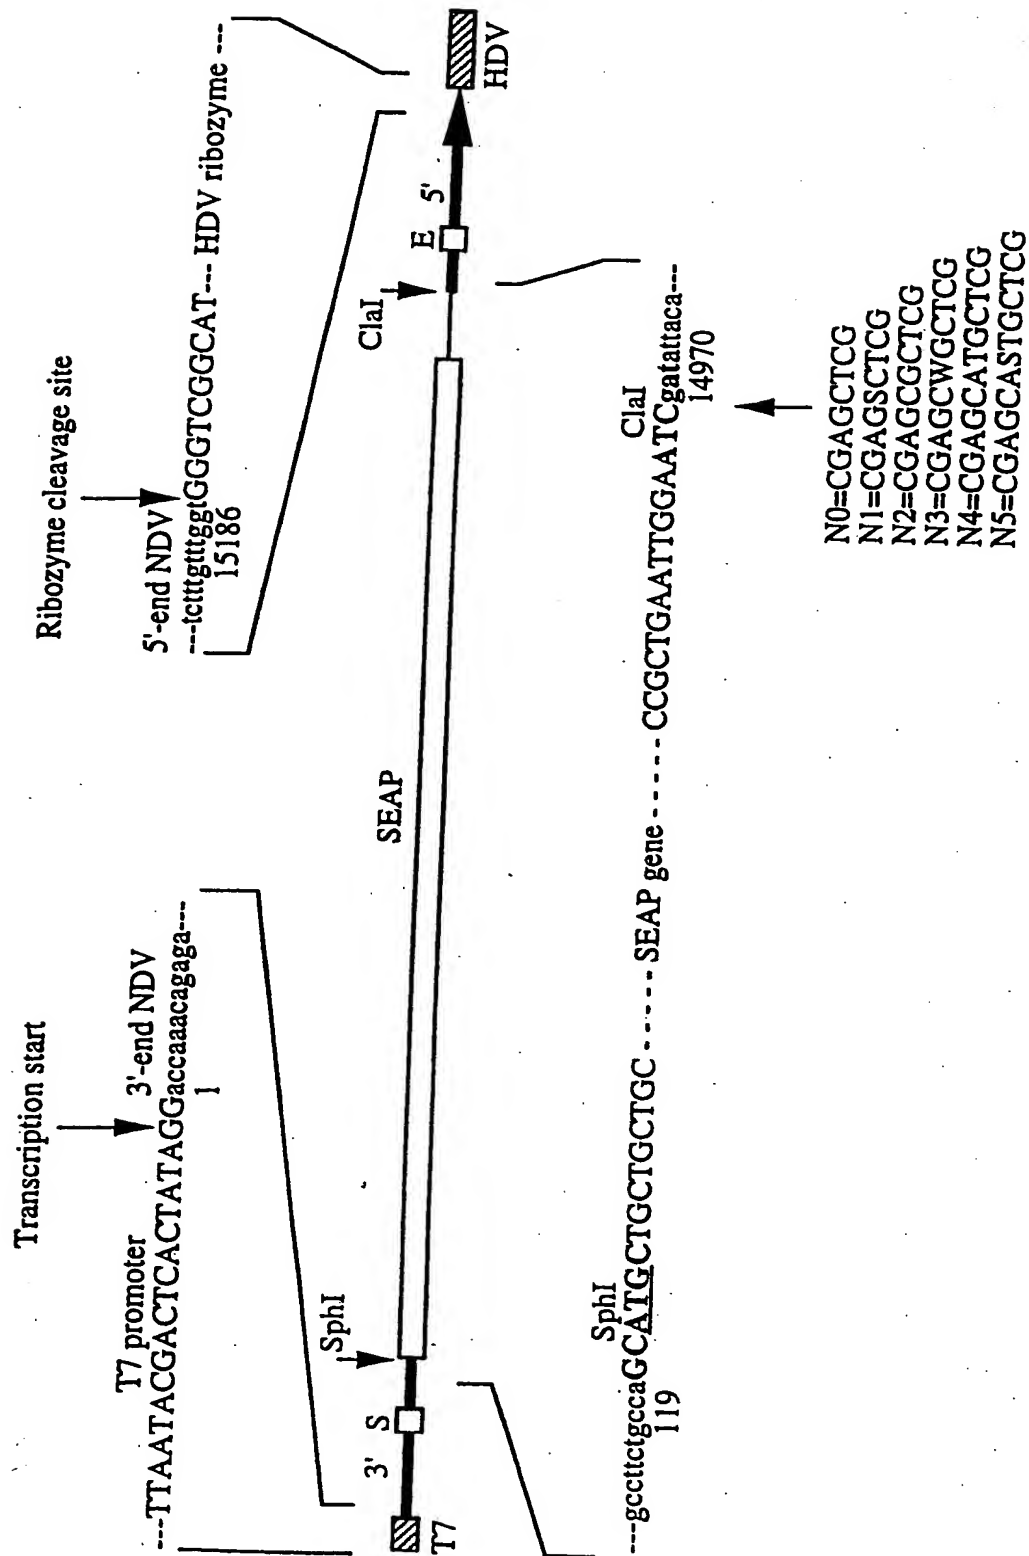 Transcription start
Ribozyme cleavage site
T7 promoter
3'-end NDV
5'-end NDV
---TTAATACGACTCACTATAGGaccaaacagaga---
1
---tctttgtttggtGGGTCGGCAT--- HDV ribozyme ---
15186
SphI
SEAP
ClaI
T7
3'
S
E
5'
HDV
SphI
ClaI
---gccttctgccaGCATGCTGCTGCTGC ----- SEAP gene ----- CCGCTGAATTGGAATCgatattaca---
119
14970
N0=CGAGCTCG
N1=CGAGSCTCG
N2=CGAGCGCTCG
N3=CGAGCWGCTCG
N4=CGAGCATGCTCG
N5=CGAGCASTGCTCG